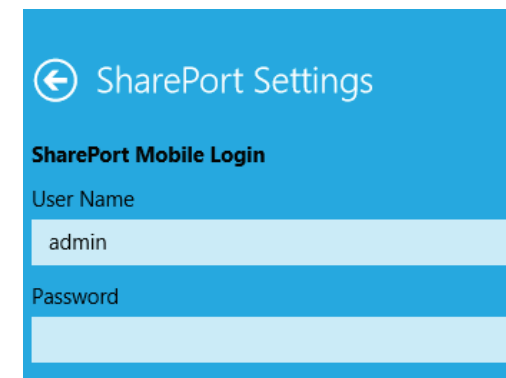 SharePort Settings
SharePort Mobile Login
User Name
admin
Password